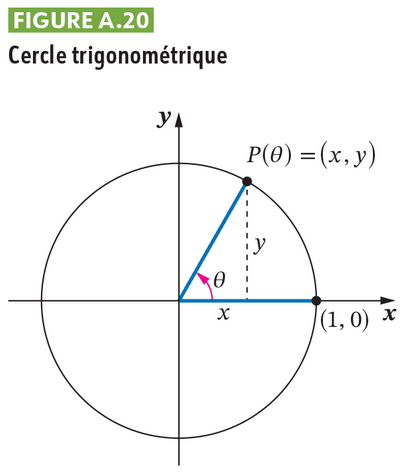 FIGURE A.20
Cercle trigonométrique
y
P(θ) = (x, y)
y
θ
x
(1, 0)
x